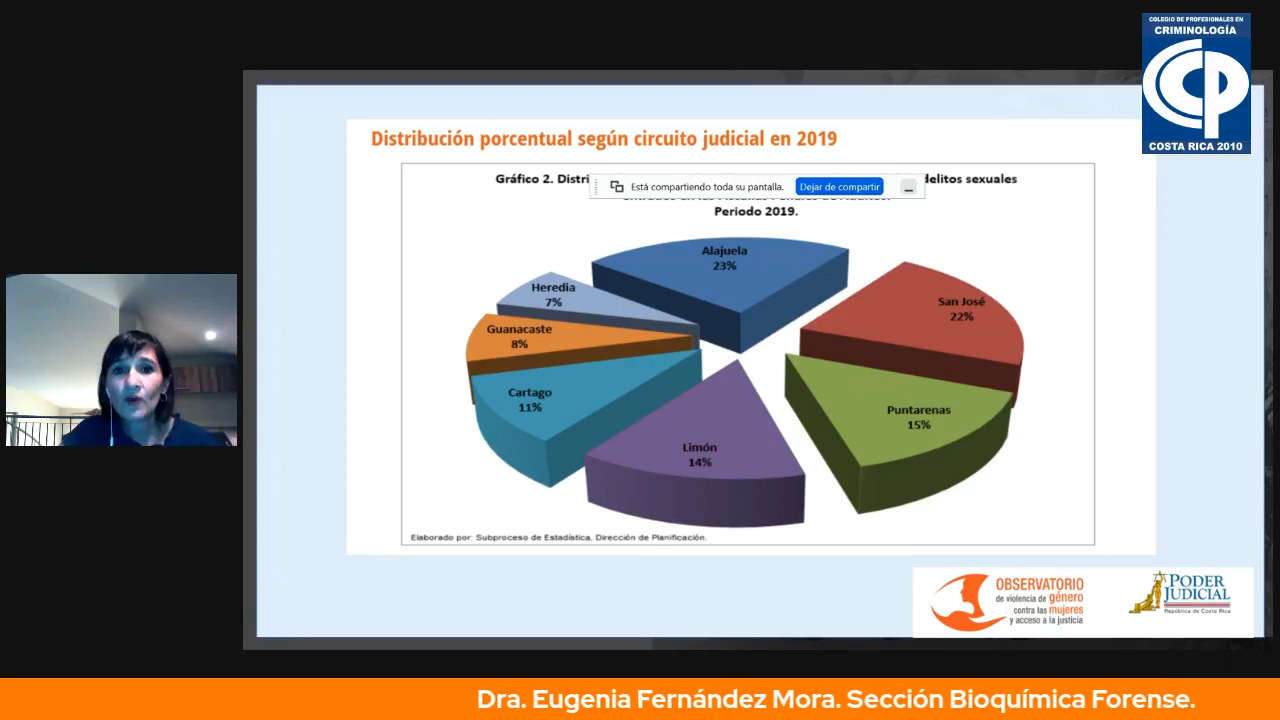 COLEGIO DE PROFESIONALES EN
CRIMINOLOGÍA
COSTA RICA 2010
Distribución porcentual según circuito judicial en 2019
Gráfico 2. Distri
delitos sexuales
Periodo 2019.
Está compartiendo toda su pantalla.
Dejar de compartir
Alajuela
23%
San José
22%
Heredia
7%
Guanacaste
8%
Cartago
11%
Puntarenas
15%
Limón
14%
Elaborado por: Subproceso de Estadística, Dirección de Planificación.
OBSERVATORIO
de violencia de género
contra las mujeres
y acceso a la justicia
PODER
JUDICIAL
República de Costa Rica
Dra. Eugenia Fernández Mora. Sección Bioquímica Forense.